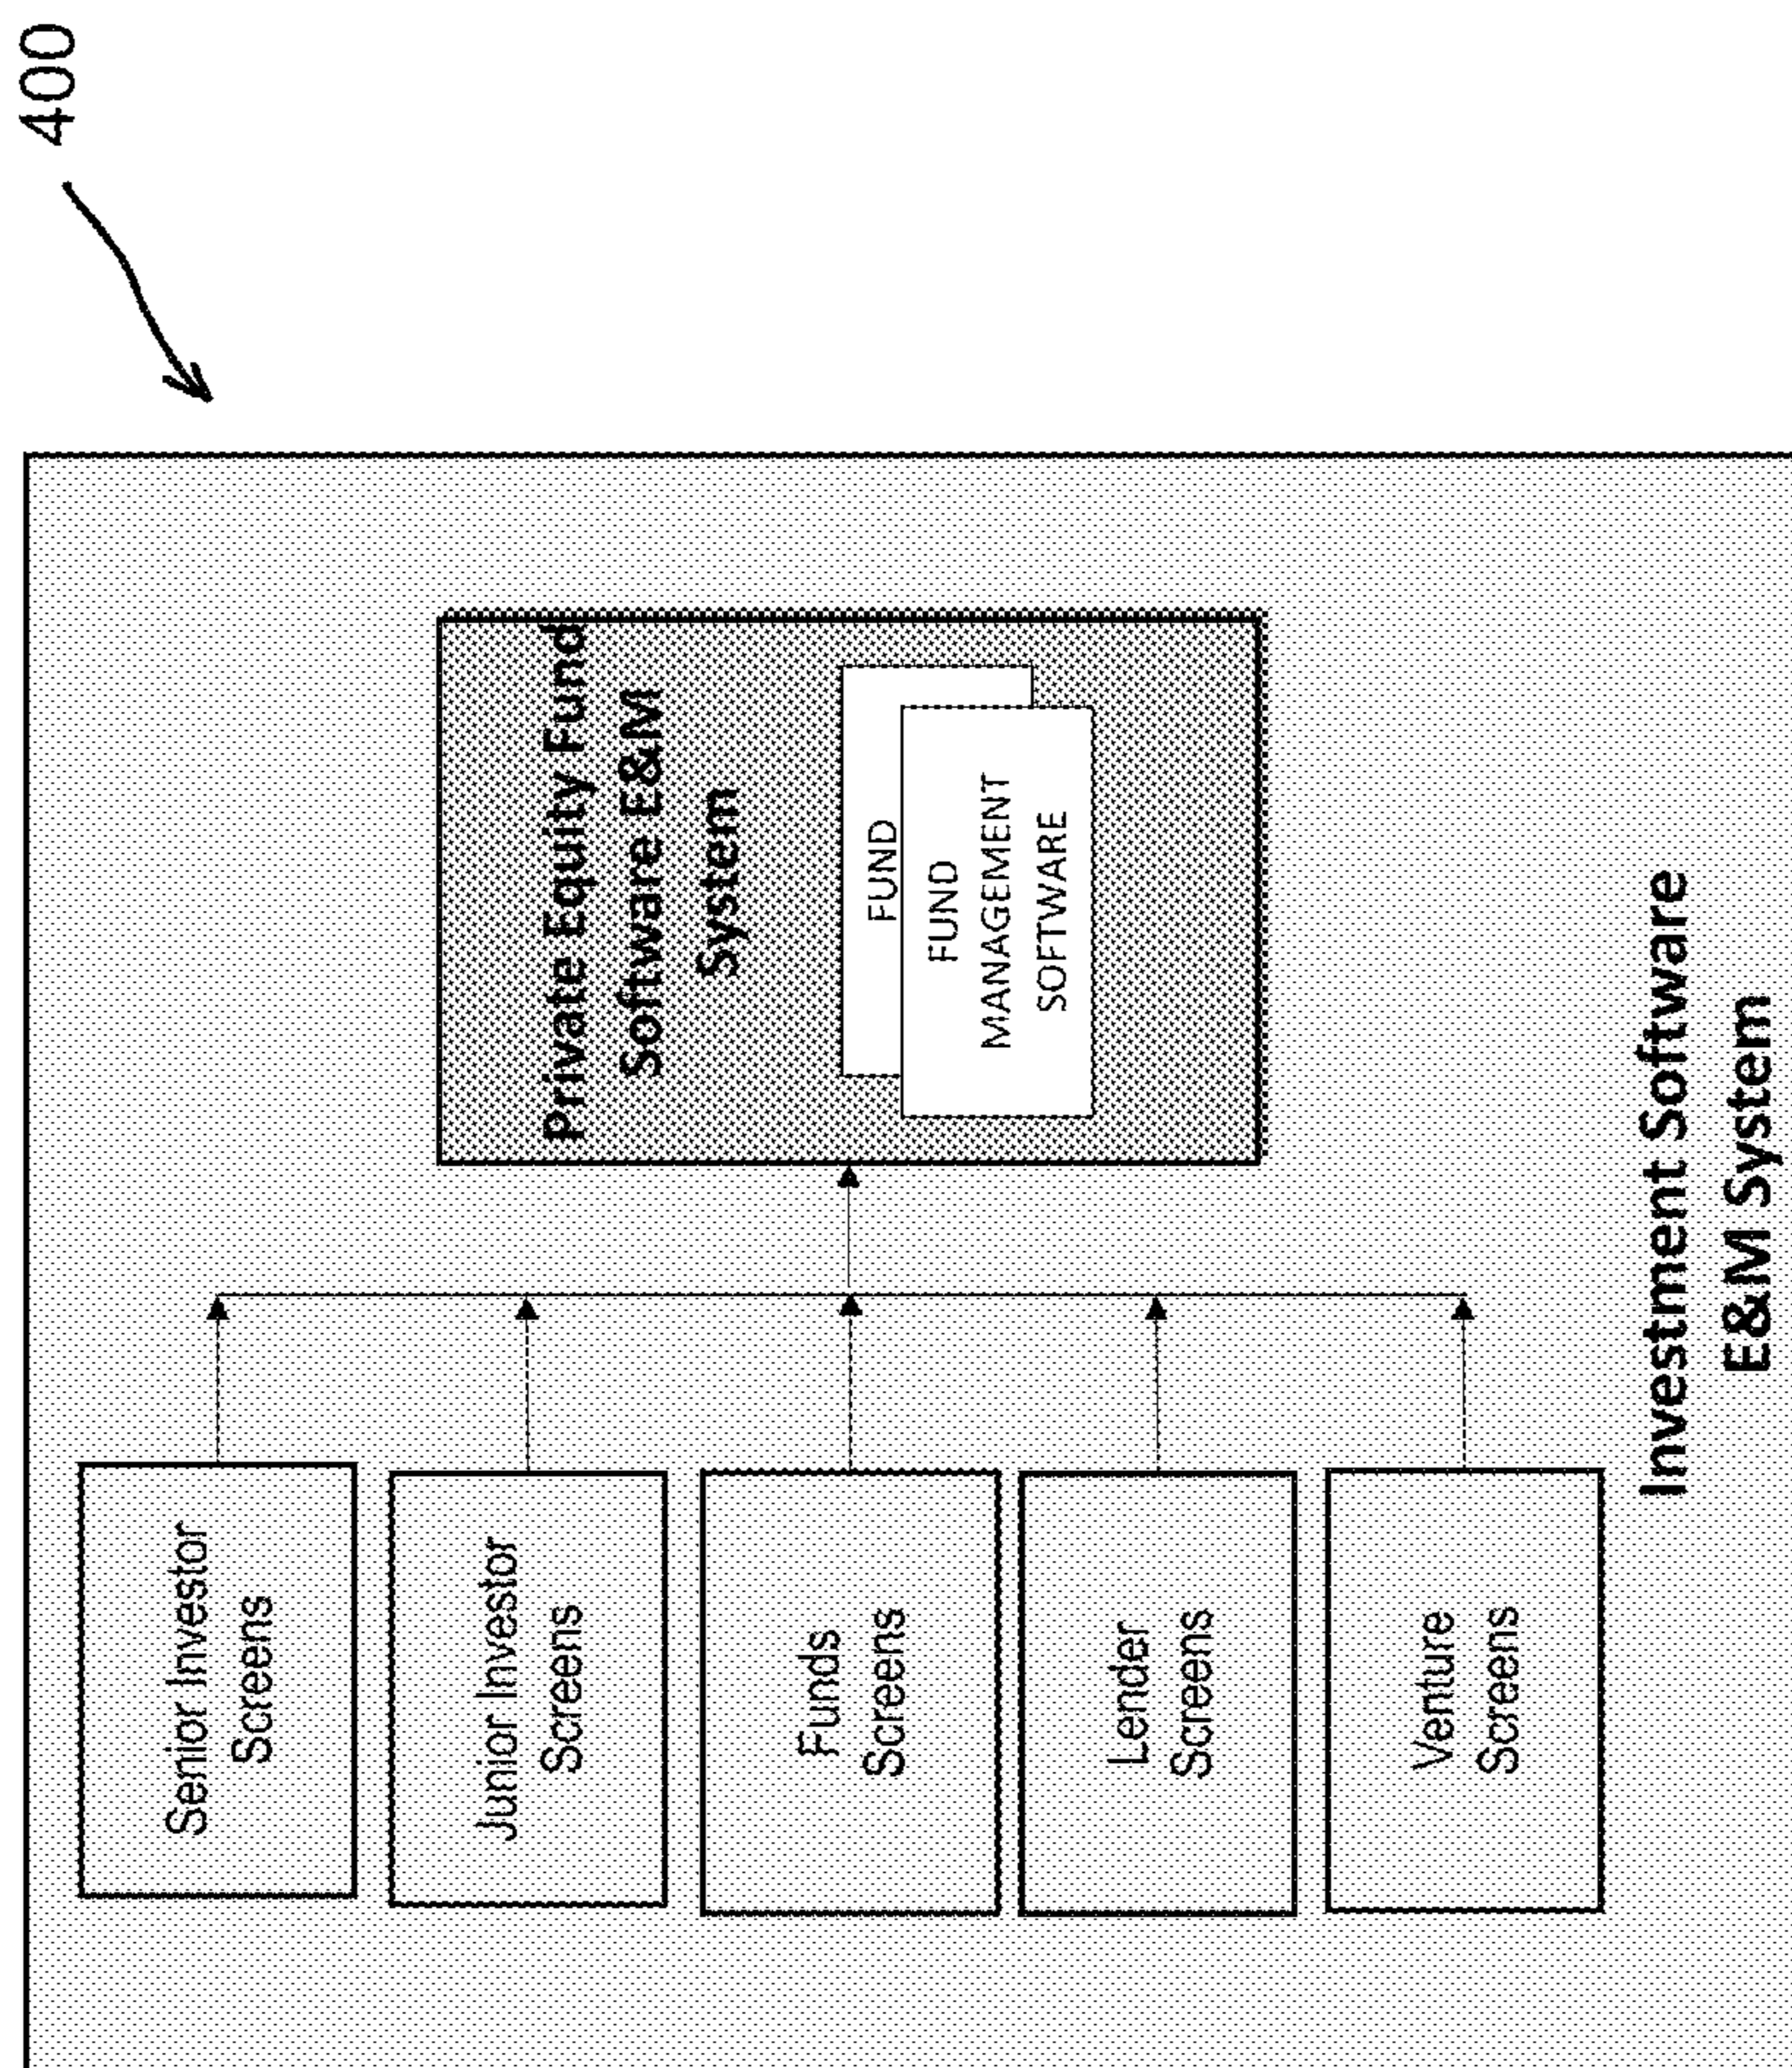 400
Senior Investor
Screens
Junior Investor
Screens
Funds
Screens
Lender
Screens
Venture
Screens
Private Equity Fund
Software E&M
System
FUND
FUND
MANAGEMENT
SOFTWARE
Investment Software
E&M System